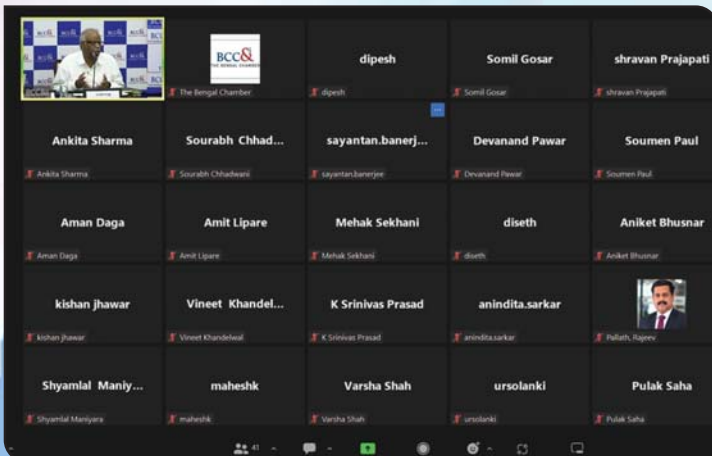 BCC&
THE BENGAL CHAMBER
The Bengal Chamber
dipesh
dipesh
Somil Gosar
Somil Gosar
shravan Prajapati
shravan Prajapati
Ankita Sharma
Ankita Sharma
Sourabh Chhad...
Sourabh Chhadwani
sayantan.banerj...
sayantan.banerjee
Devanand Pawar
Devanand Pawar
Soumen Paul
Soumen Paul
Aman Daga
Aman Daga
Amit Lipare
Amit Lipare
Mehak Sekhani
Mehak Sekhani
diseth
diseth
Aniket Bhusnar
Aniket Bhusnar
kishan jhawar
kishan jhawar
Vineet Khandel...
Vineet Khandelwal
K Srinivas Prasad
K Srinivas Prasad
anindita.sarkar
anindita.sarkar
Pallath, Rajeev
Shyamlal Maniy...
Shyamlal Maniyara
maheshk
maheshk
Varsha Shah
Varsha Shah
ursolanki
ursolanki
Pulak Saha
Pulak Saha
41